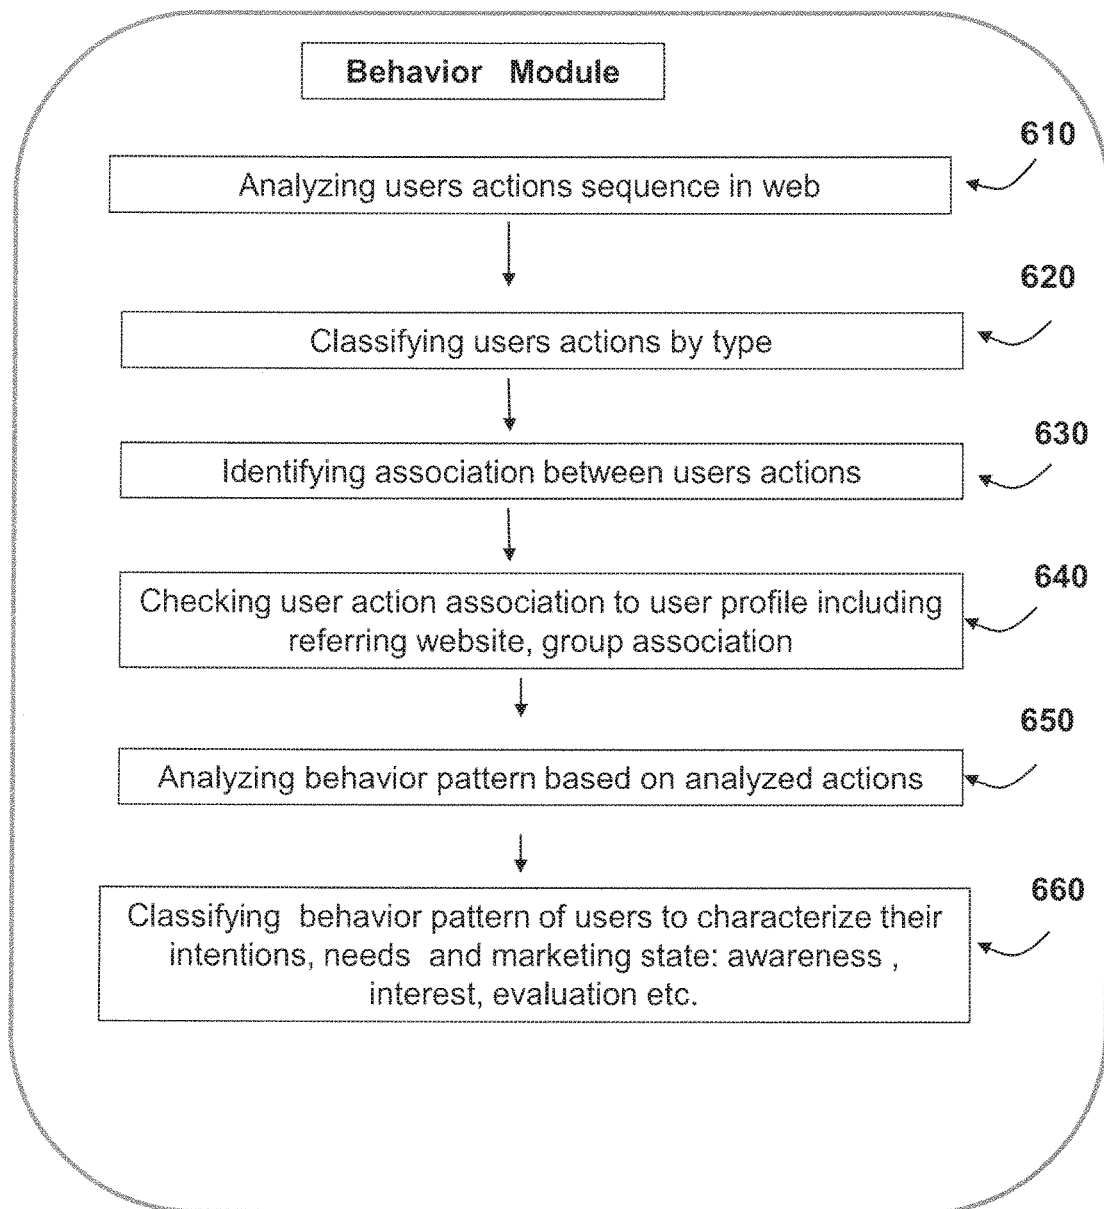 Behavior Module
610
Analyzing users actions sequence in web
620
Classifying users actions by type
630
Identifying association between users actions
640
Checking user action association to user profile including
referring website, group association
650
Analyzing behavior pattern based on analyzed actions
660
Classifying behavior pattern of users to characterize their
intentions, needs and marketing state: awareness ,
interest, evaluation etc.